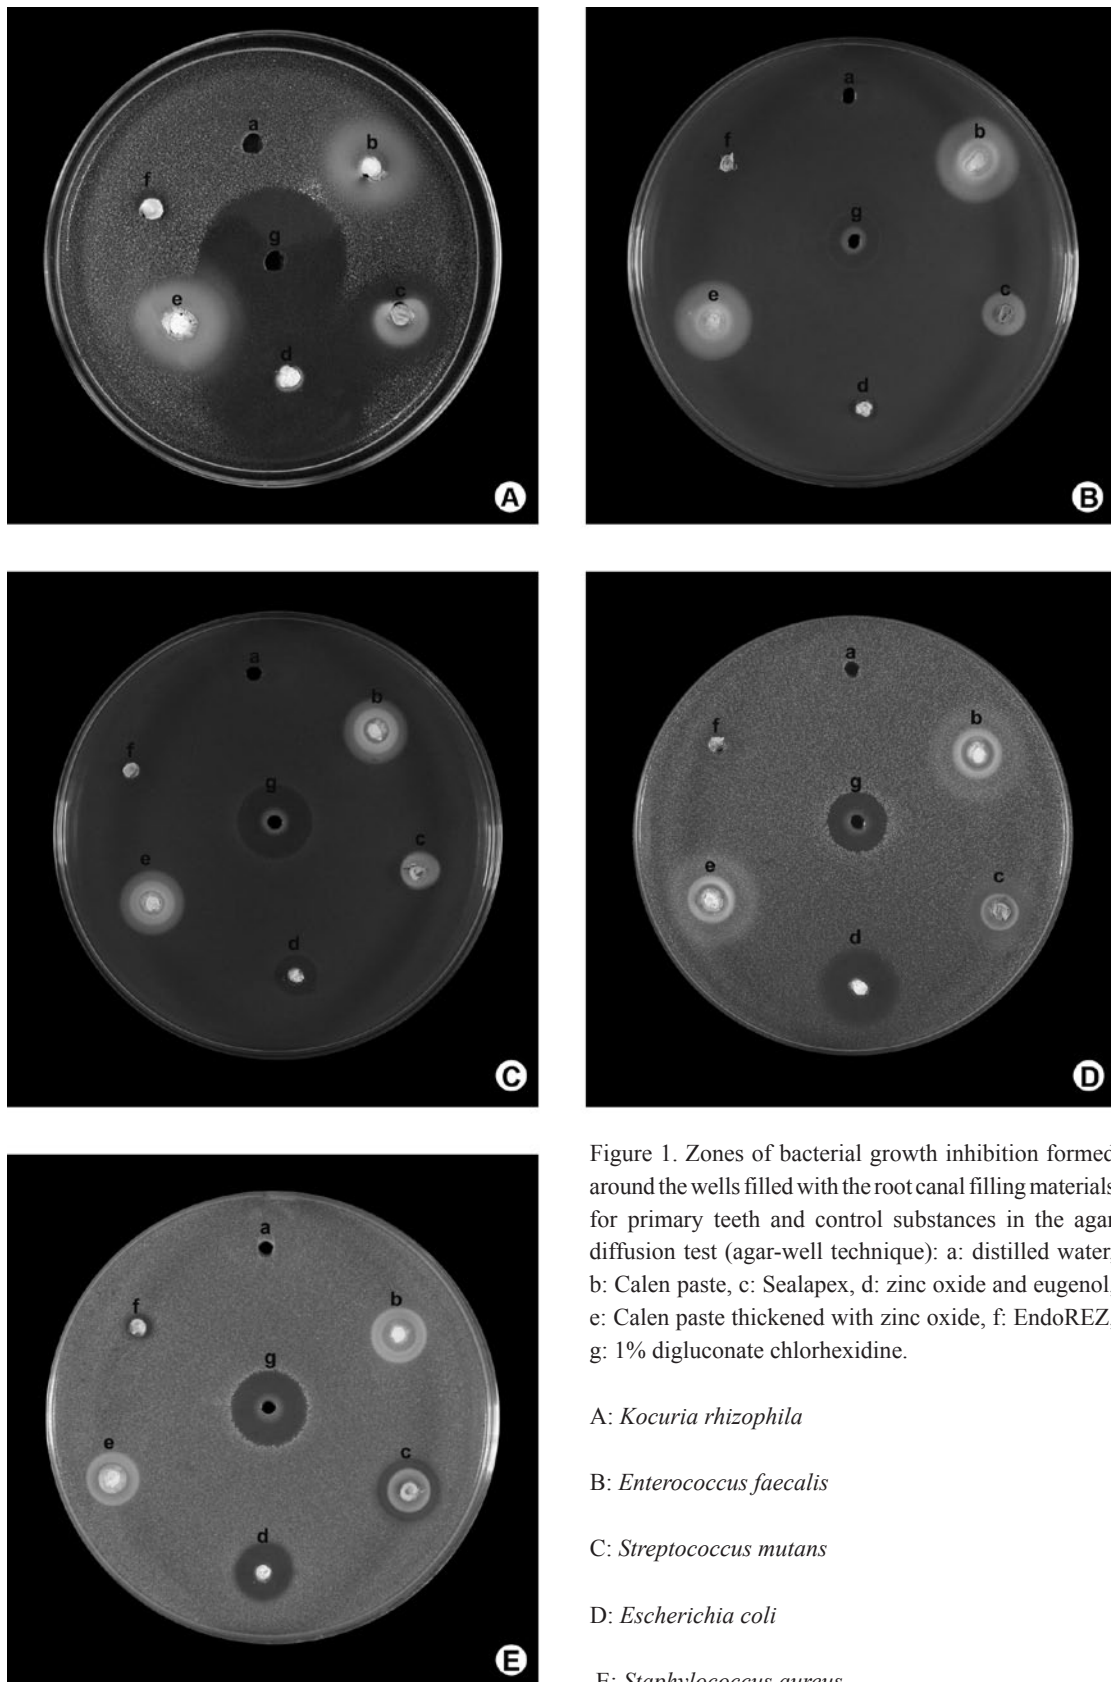 a
b
f
g
c
e
d
A
a
b
f
g
c
e
d
B
a
b
f
g
c
e
d
C
a
b
f
g
c
e
d
D
a
b
f
g
e
c
d
E
Figure 1. Zones of bacterial growth inhibition formed
around the wells filled with the root canal filling materials
for primary teeth and control substances in the agar
diffusion test (agar-well technique): a: distilled water,
b: Calen paste, c: Sealapex, d: zinc oxide and eugenol,
e: Calen paste thickened with zinc oxide, f: EndoREZ,
g: 1% digluconate chlorhexidine.
A: Kocuria rhizophila
B: Enterococcus faecalis
C: Streptococcus mutans
D: Escherichia coli
E: Staphylococcus aureus